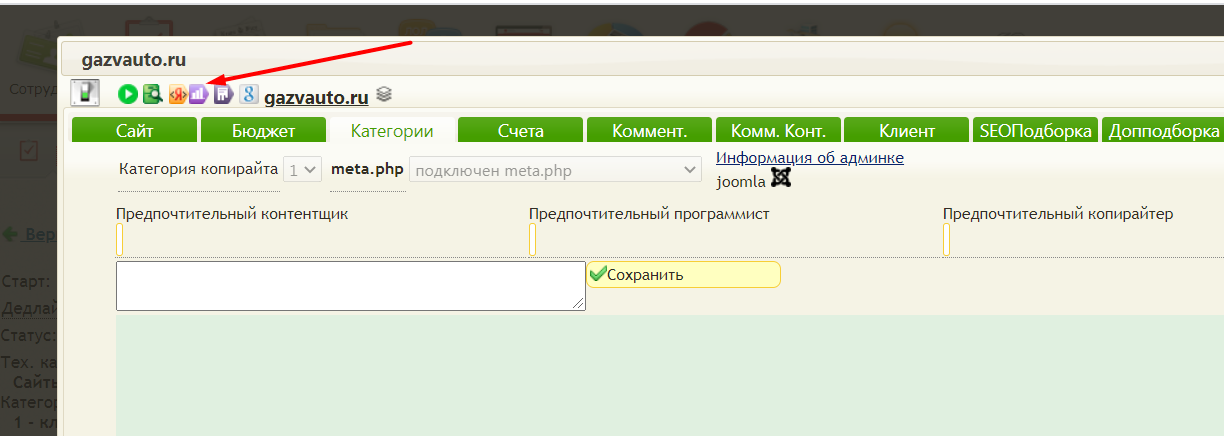 Сотруд
gazvauto.ru
gazvauto.ru
Сайт Бюджет Категории Счета Коммент. Комм. Конт. Клиент SEOПодборка Допподборка
Категория копирайта 1 meta.php подключен meta.php Информация об админке
joomla
Предпочтительный контентщик Предпочтительный программист Предпочтительный копирайтер
Вер
Сохранить
Старт:
Дедлай
Статус:
Тех. ка
Сайть
Категор
1 - кл